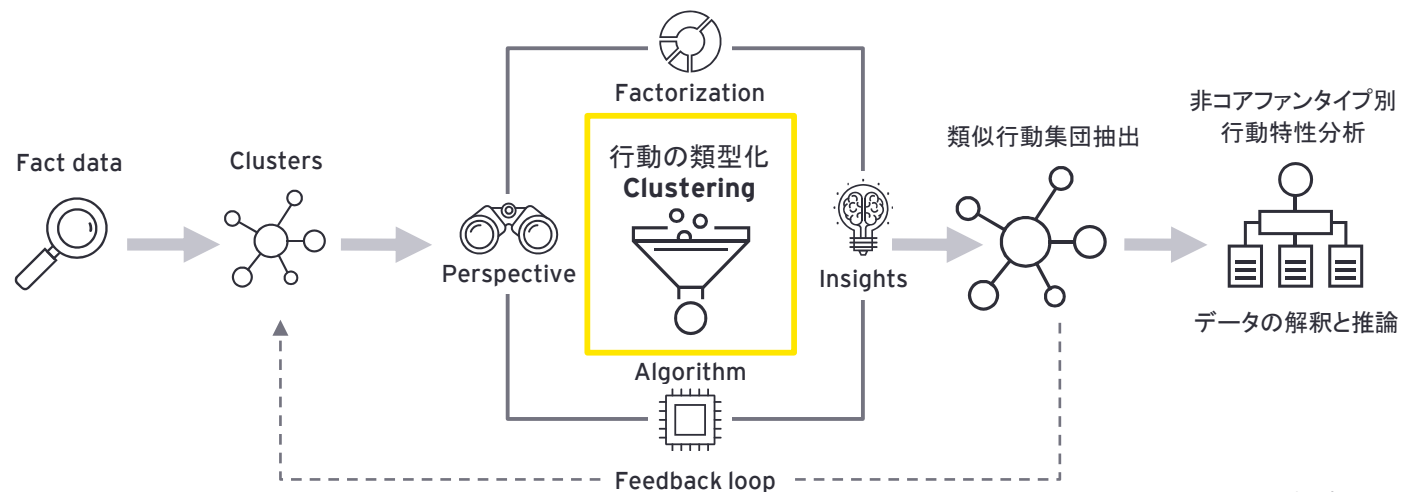 Fact data
Clusters
Factorization
Perspective
行動の類型化
Clustering
Insights
Algorithm
類似行動集団抽出
非コアファンタイプ別
行動特性分析
データの解釈と推論
Feedback loop